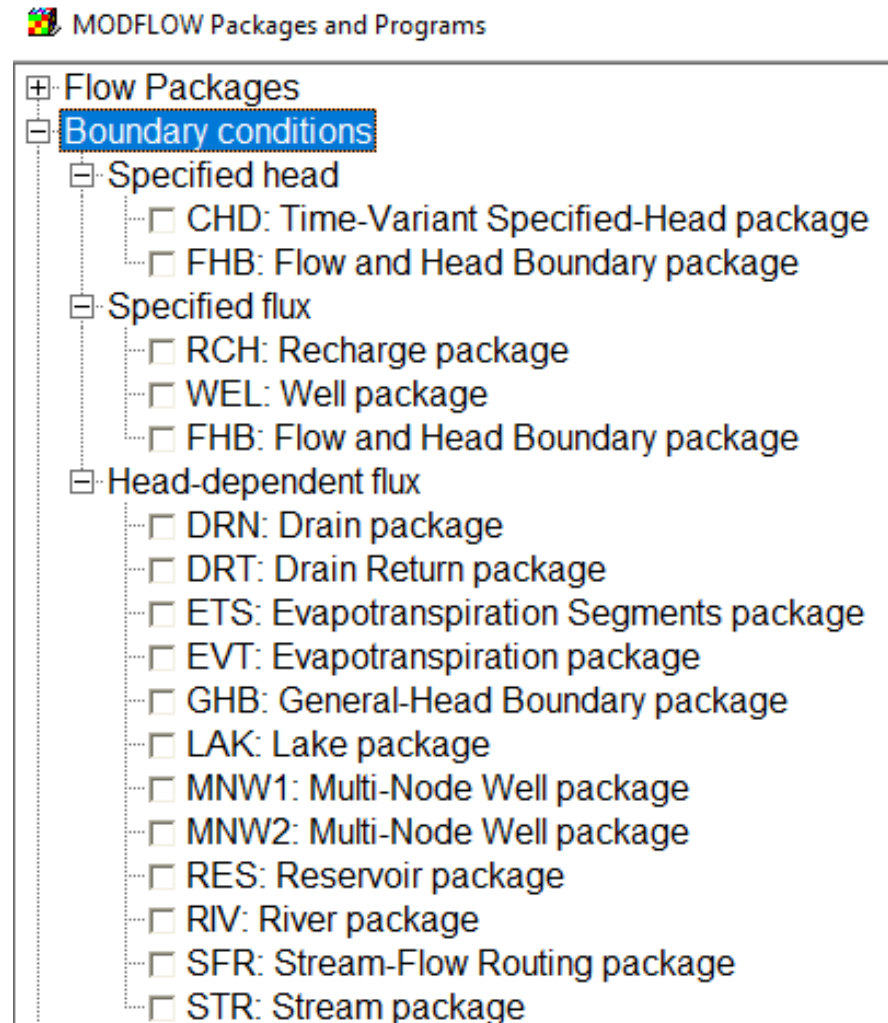 MODFLOW Packages and Programs
Flow Packages
Boundary conditions
Specified head
CHD: Time-Variant Specified-Head package
FHB: Flow and Head Boundary package
Specified flux
RCH: Recharge package
WEL: Well package
FHB: Flow and Head Boundary package
Head-dependent flux
DRN: Drain package
DRT: Drain Return package
ETS: Evapotranspiration Segments package
EVT: Evapotranspiration package
GHB: General-Head Boundary package
LAK: Lake package
MNW1: Multi-Node Well package
MNW2: Multi-Node Well package
RES: Reservoir package
RIV: River package
SFR: Stream-Flow Routing package
STR: Stream package